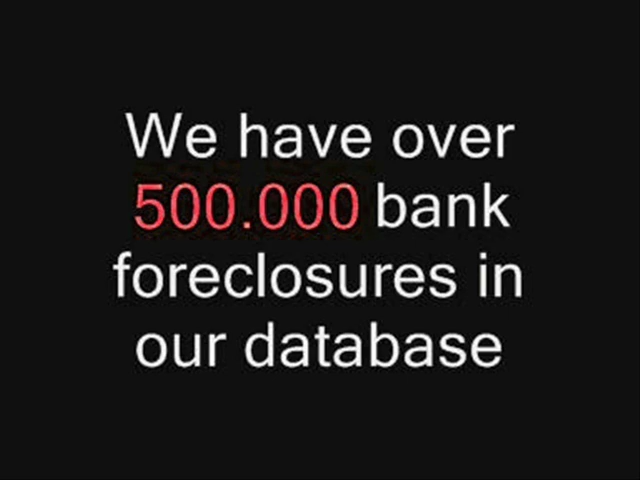 We have over
500.000 bank
foreclosures in
our database